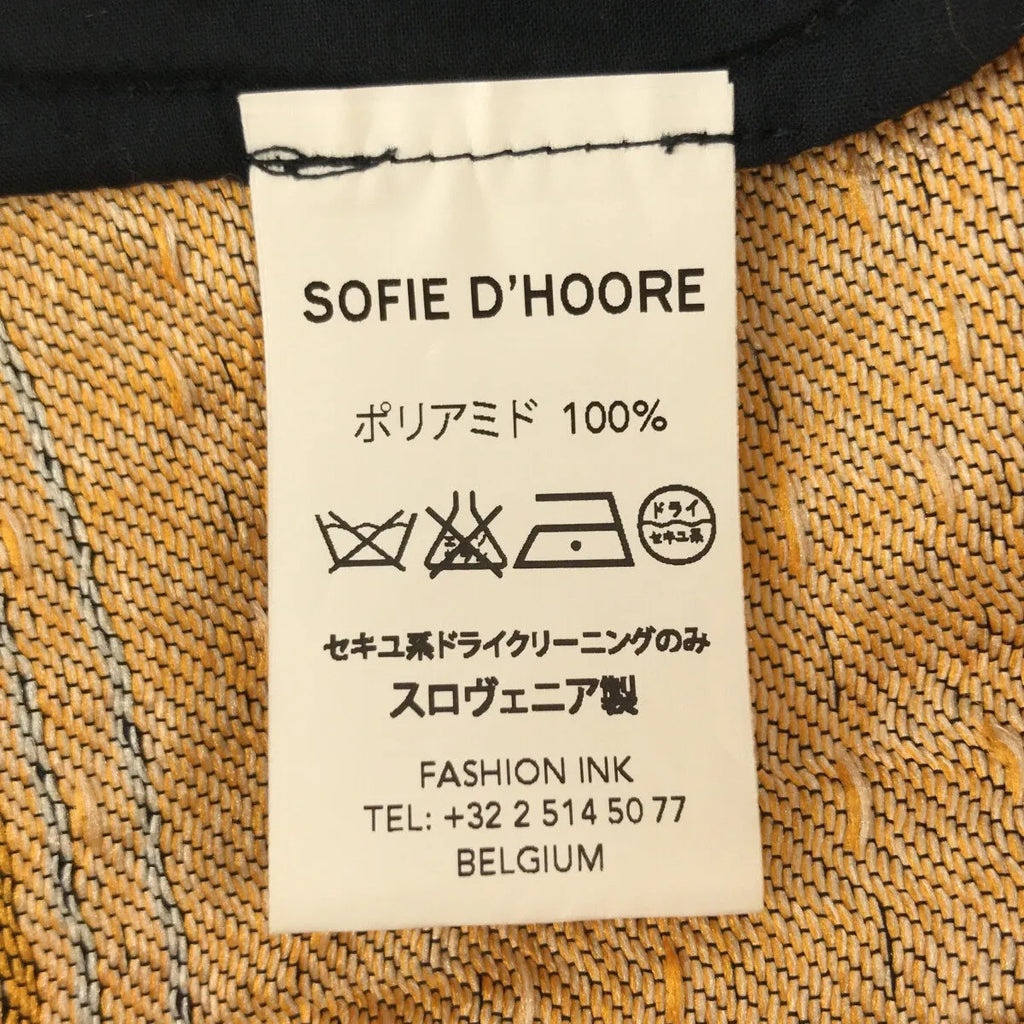 SOFIE D'HOORE
ポリアミド 100%
ドライ
セキユ系
セキユ系ドライクリーニングのみ
スロヴェニア製
FASHION INK
TEL: +32 2 514 50 77
BELGIUM